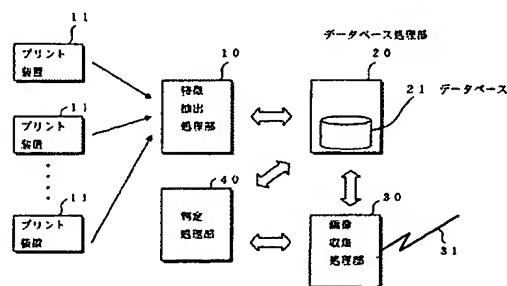 11
プリント
装置
11
プリント
装置
11
プリント
装置
10
特徴
抽出
処理部
データベース処理部
20
21 データベース
40
判定
処理部
30
画像
収集
処理部
31